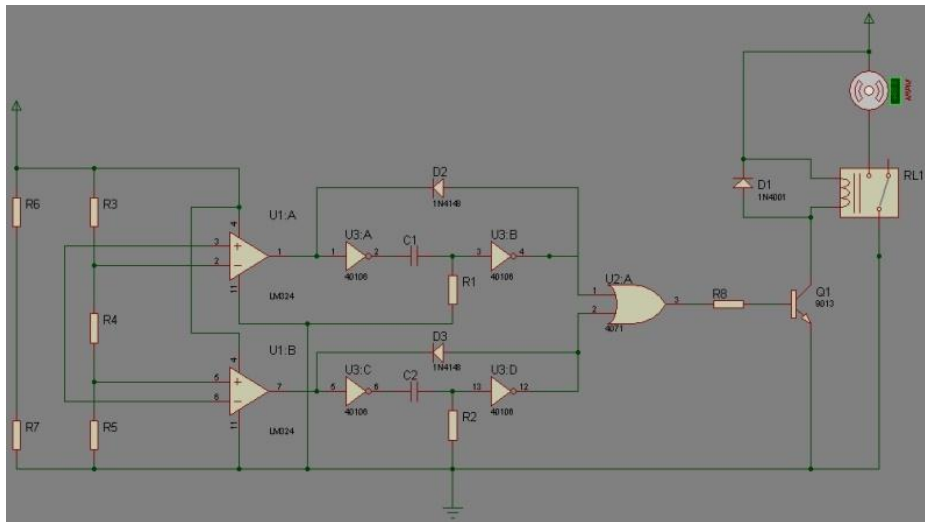 RL1
D1
1N4001
D2
1N4148
R6
R3
U1:A
4
3
+
2
−
1
11
LM324
U3:A
1
2
40106
C1
R1
U3:B
3
4
40106
U2:A
1
2
3
4071
R8
Q1
9013
R4
D3
1N4148
U1:B
4
5
+
6
−
7
11
LM324
U3:C
5
6
40106
C2
R2
U3:D
13
12
40106
R7
R5